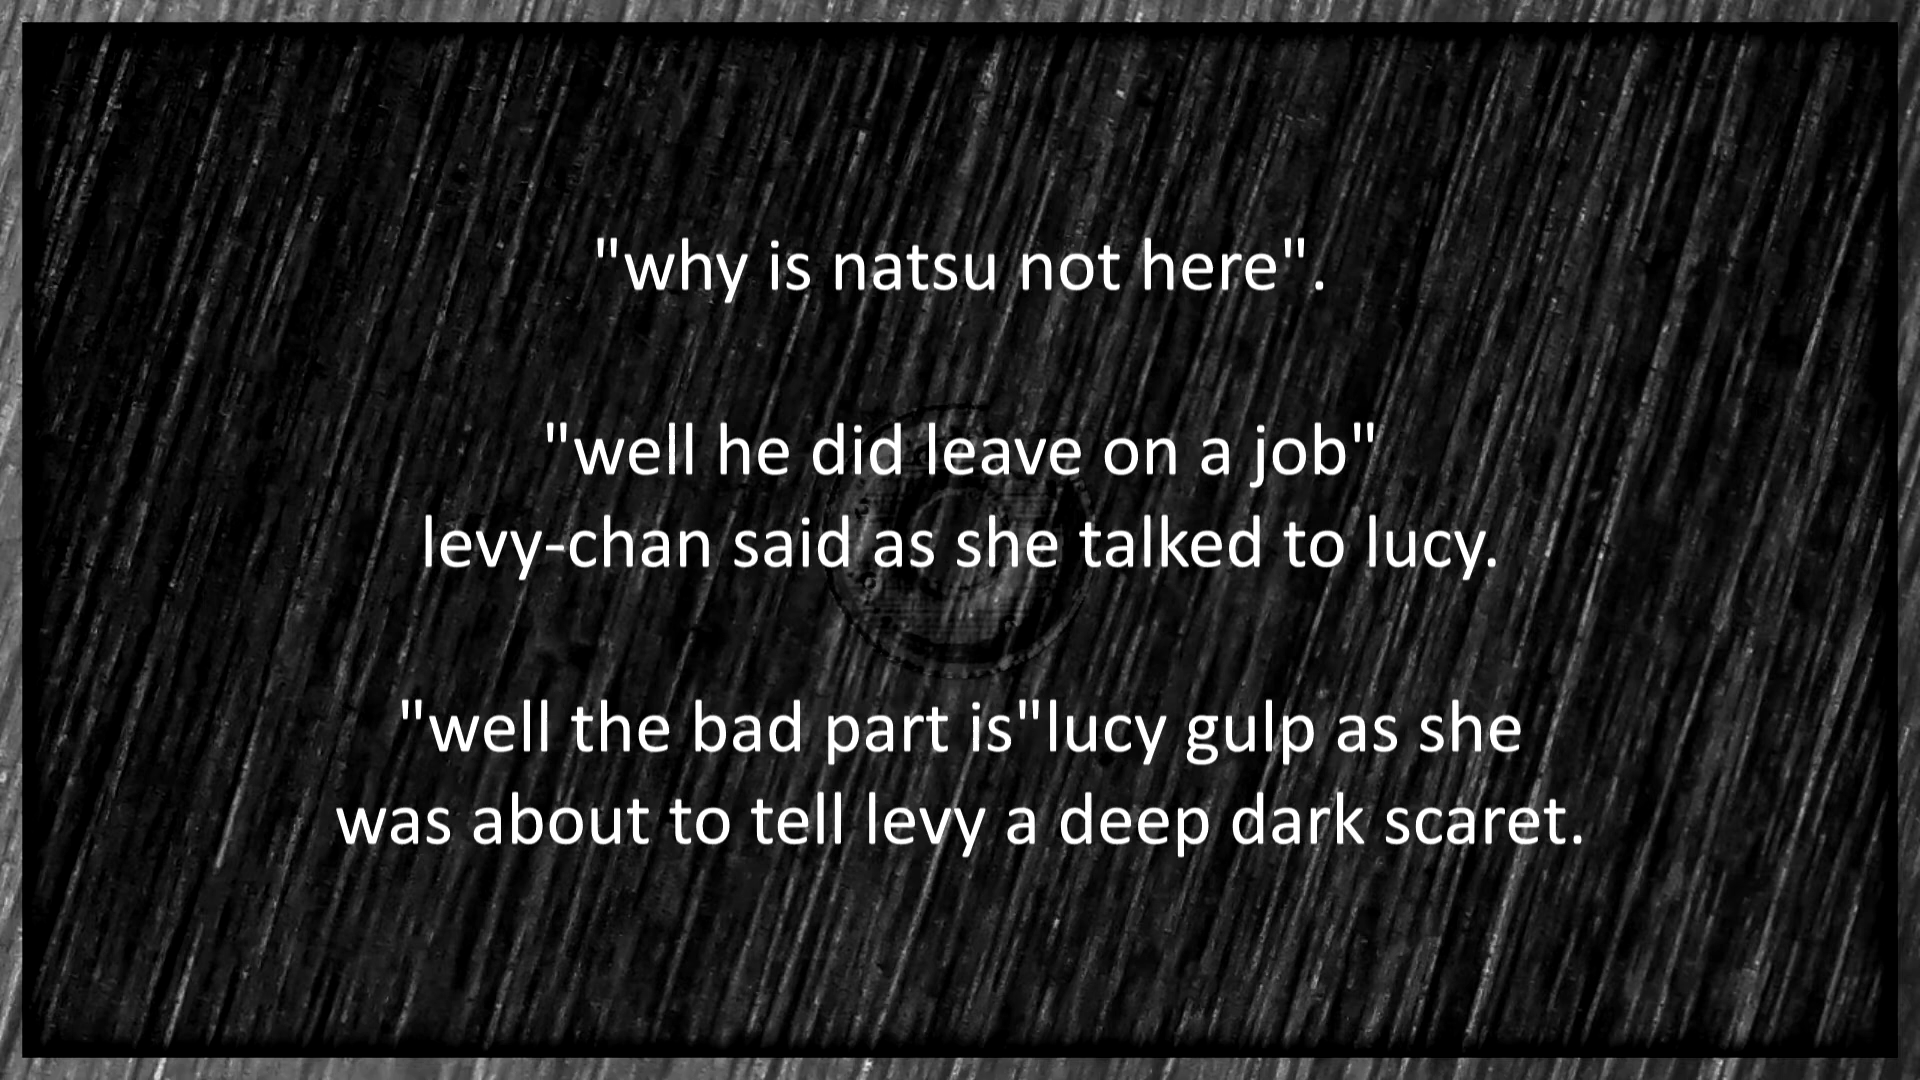 "why is natsu not here".
"well he did leave on a job"
levy-chan said as she talked to lucy.
"well the bad part is"lucy gulp as she
was about to tell levy a deep dark scaret.